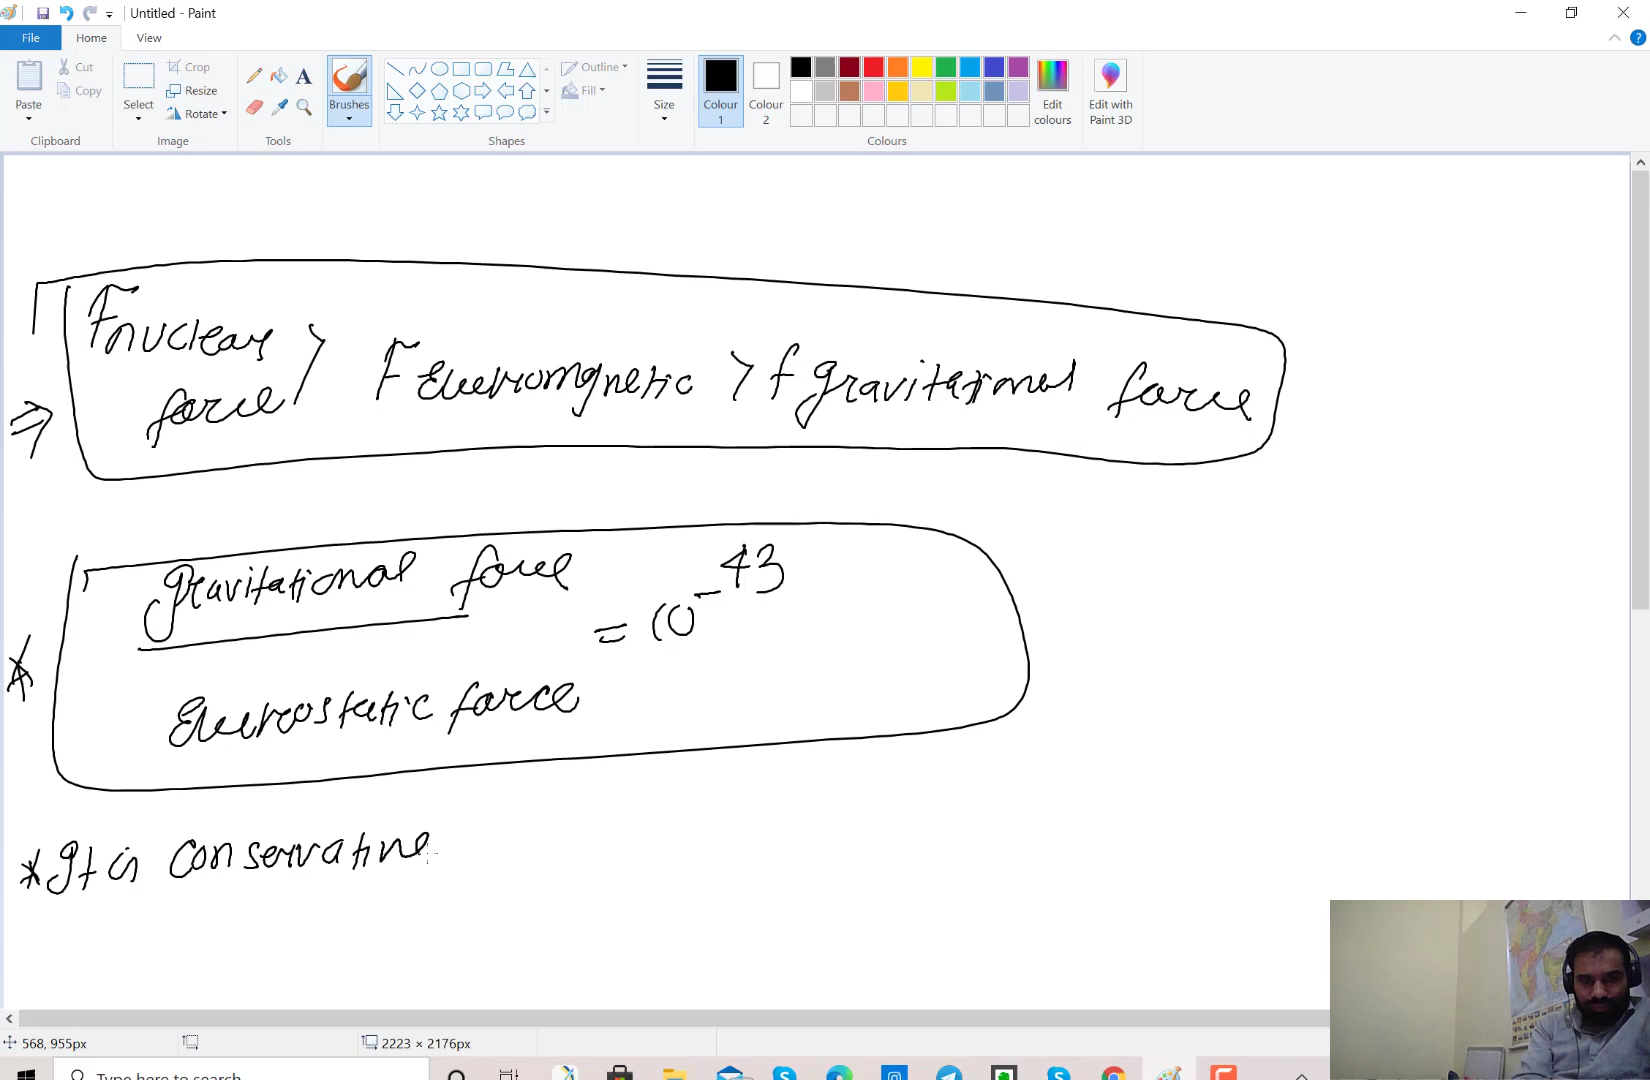 Untitled - Paint
File Home View
Paste
Cut
Copy
Clipboard
Select
Crop
Resize
Rotate
Image
Tools
Brushes
Shapes
Outline
Fill
Size
Colour 1
Colour 2
Colours
Edit colours
Edit with Paint 3D
Fnuclear force > F Electromgnetic > f gravitational force
gravitational force
= 10-43
Electrostatic force
*It is conservative
568, 955px
2223 × 2176px
Type here to search